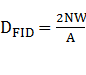 D_FID = 2NW/A